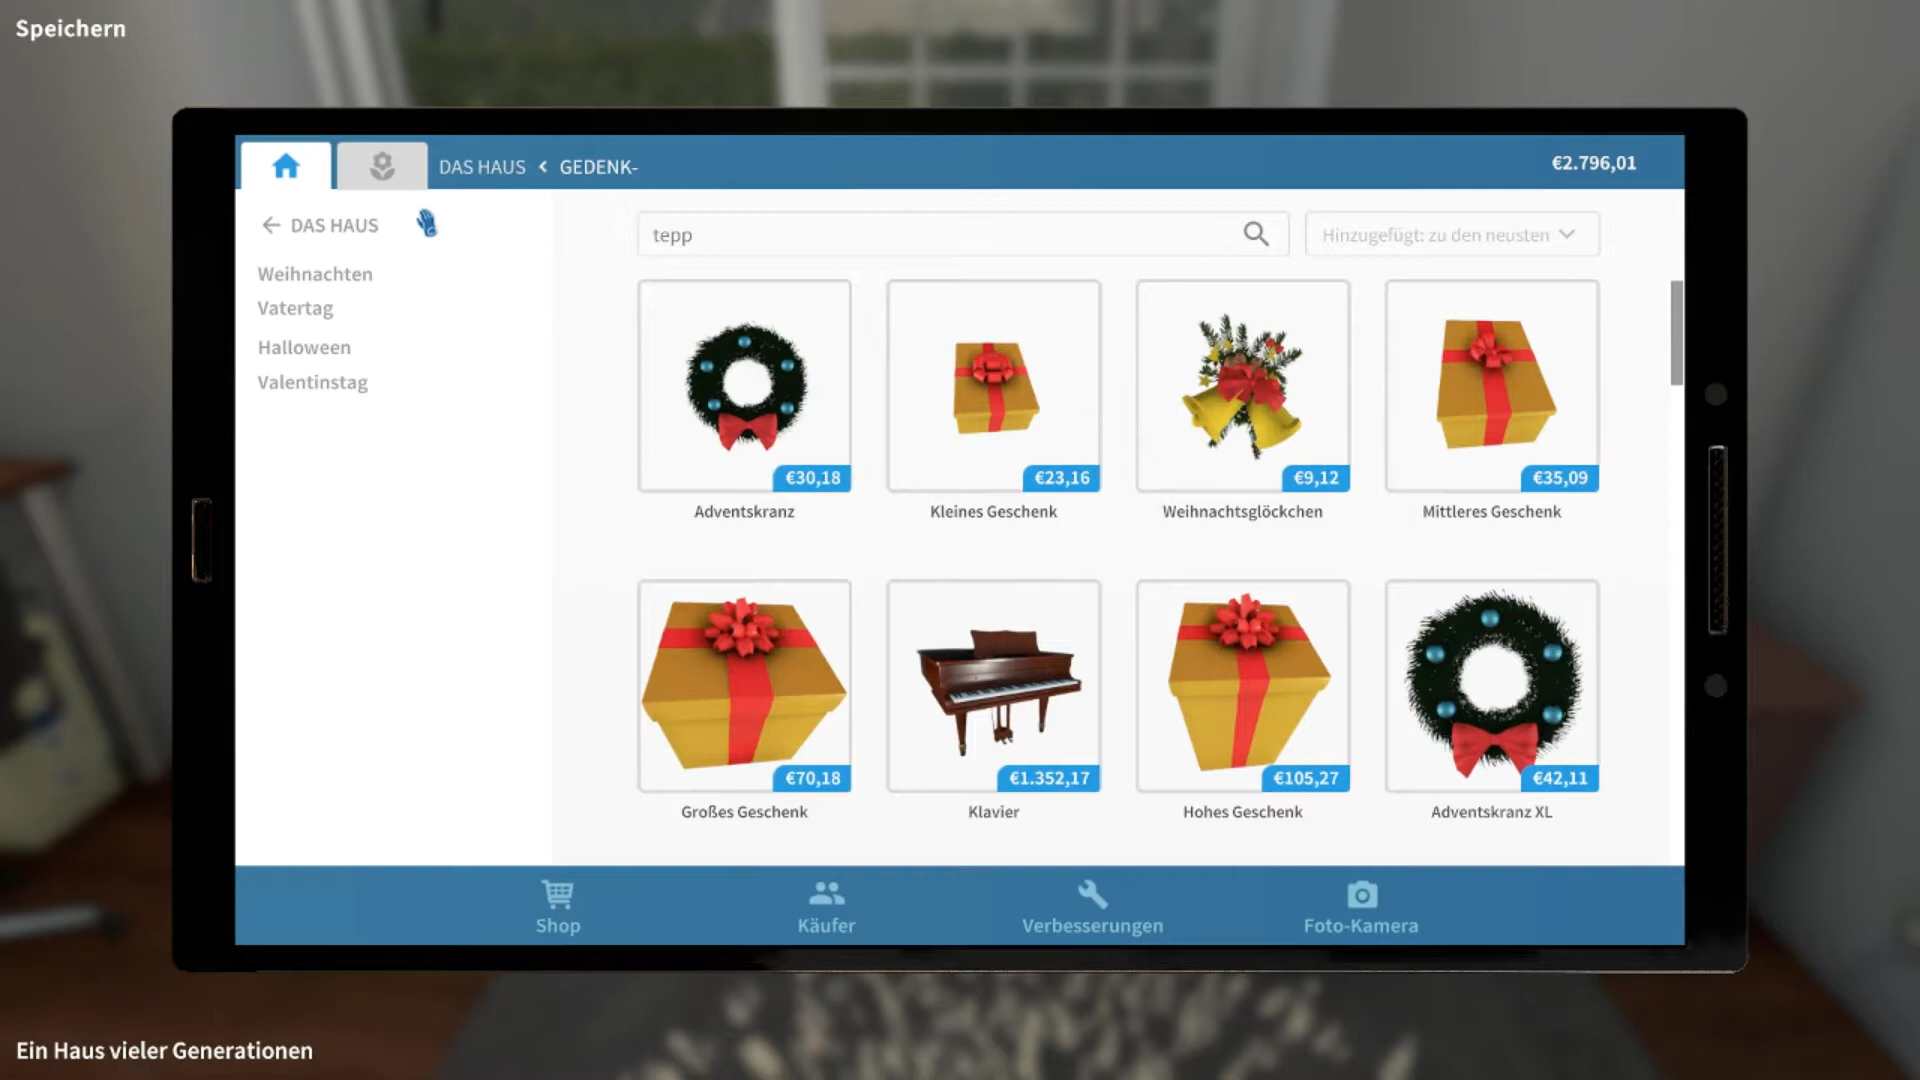 Speichern
DAS HAUS < GEDENK-
€2.796,01
DAS HAUS
tepp
Hinzugefügt: zu den neusten
Weihnachten
Vatertag
Halloween
Valentinstag
€30,18
€23,16
€9,12
€35,09
Adventskranz
Kleines Geschenk
Weihnachtsglöckchen
Mittleres Geschenk
€70,18
€1.352,17
€105,27
€42,11
Großes Geschenk
Klavier
Hohes Geschenk
Adventskranz XL
Shop
Käufer
Verbesserungen
Foto-Kamera
Ein Haus vieler Generationen